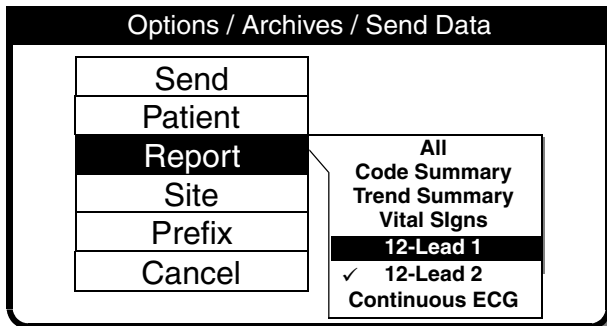 Options / Archives / Send Data
Send
Patient
Report
Site
Prefix
Cancel
All
Code Summary
Trend Summary
Vital SIgns
12-Lead 1
✓ 12-Lead 2
Continuous ECG